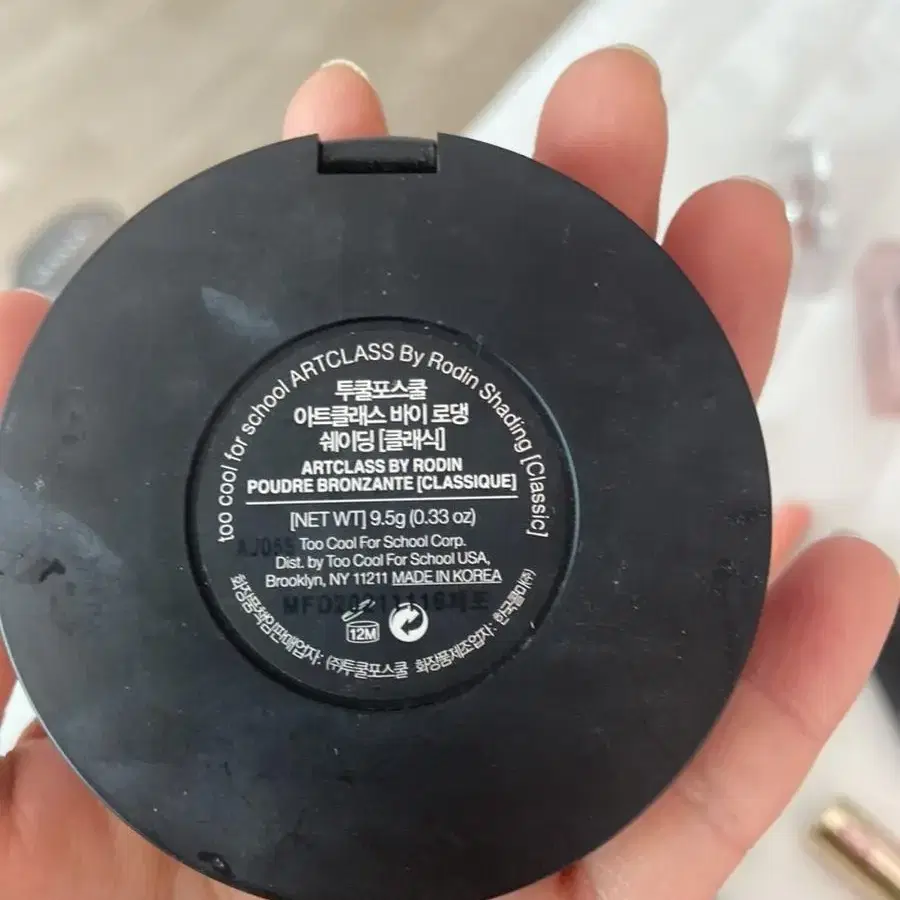 too cool for school ARTCLASS By Rodin Shading [Classic]
투쿨포스쿨
아트클래스 바이 로댕
쉐이딩 [클래식]
ARTCLASS BY RODIN
POUDRE BRONZANTE [CLASSIQUE]
[NET WT] 9.5g (0.33 oz)
Too Cool For School Corp.
Dist. by Too Cool For School USA,
Brooklyn, NY 11211 MADE IN KOREA
12M
화장품책임판매업자: (주)투쿨포스쿨 화장품제조업자: 한국콜마(주)